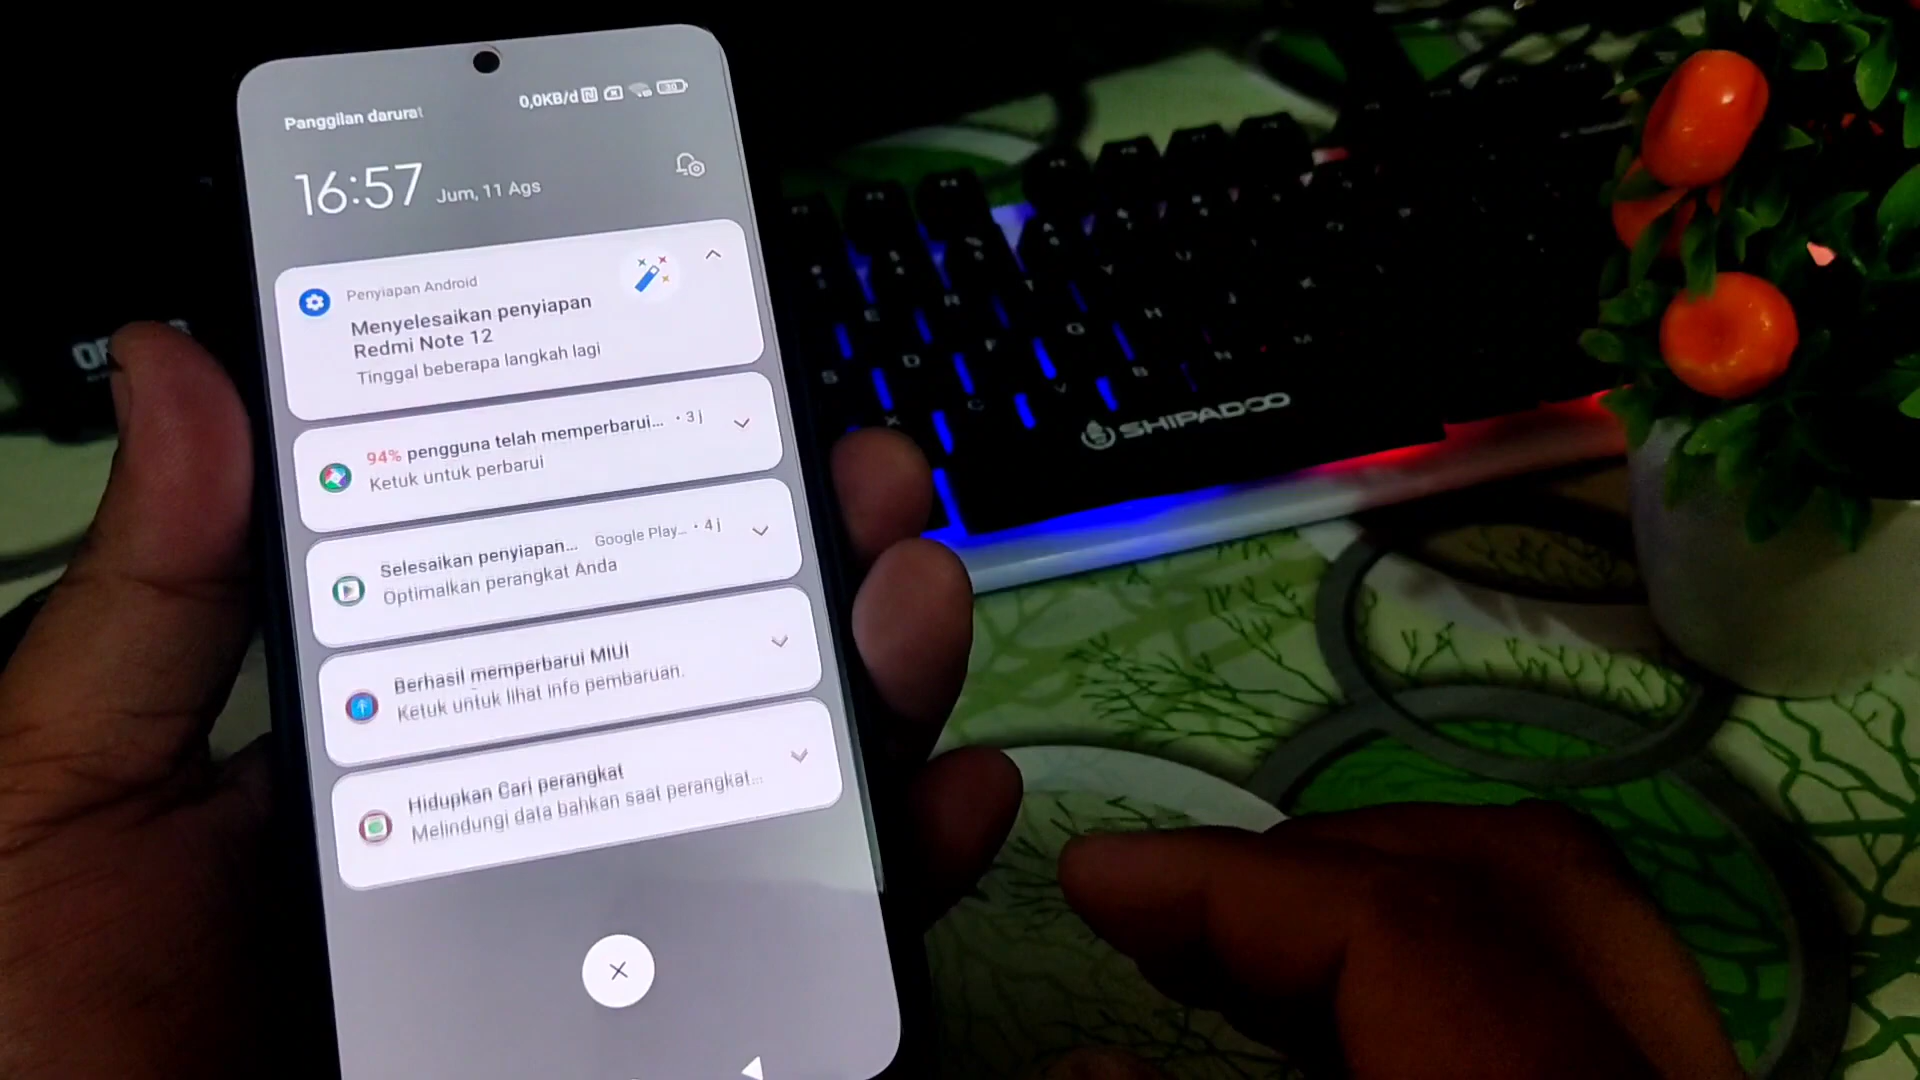 Panggilan darurat
0,0KB/d
30
16:57
Jum, 11 Ags
Penyiapan Android
Menyelesaikan penyiapan
Redmi Note 12
Tinggal beberapa langkah lagi
94% pengguna telah memperbarui... • 3 j
Ketuk untuk perbarui
Selesaikan penyiapan... Google Play... • 4 j
Optimalkan perangkat Anda
Berhasil memperbarui MIUI
Ketuk untuk lihat info pembaruan.
Hidupkan Cari perangkat
Melindungi data bahkan saat perangkat...
E R T Y U
S D F G H J K
X C V B N M
SHIPADOO